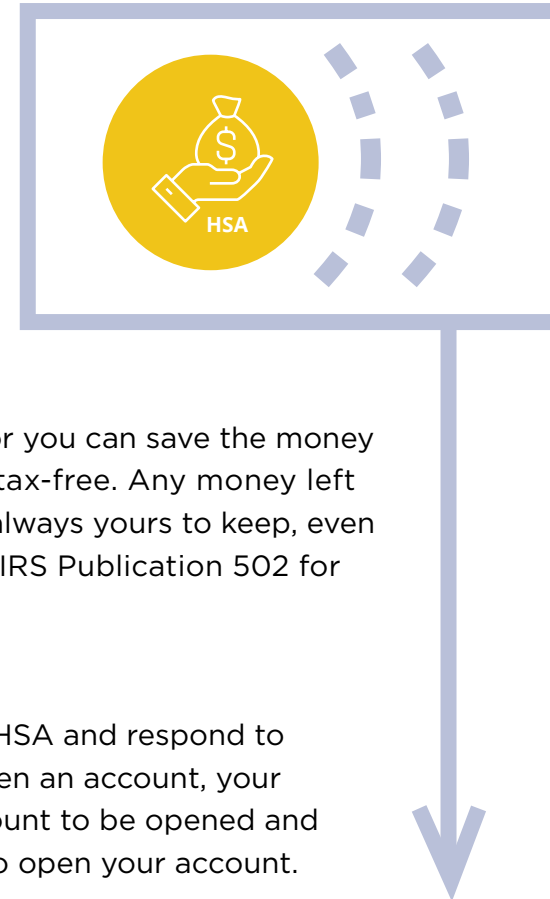 $
HSA
or you can save the money
tax-free. Any money left
always yours to keep, even
IRS Publication 502 for
HSA and respond to
en an account, your
ount to be opened and
o open your account.